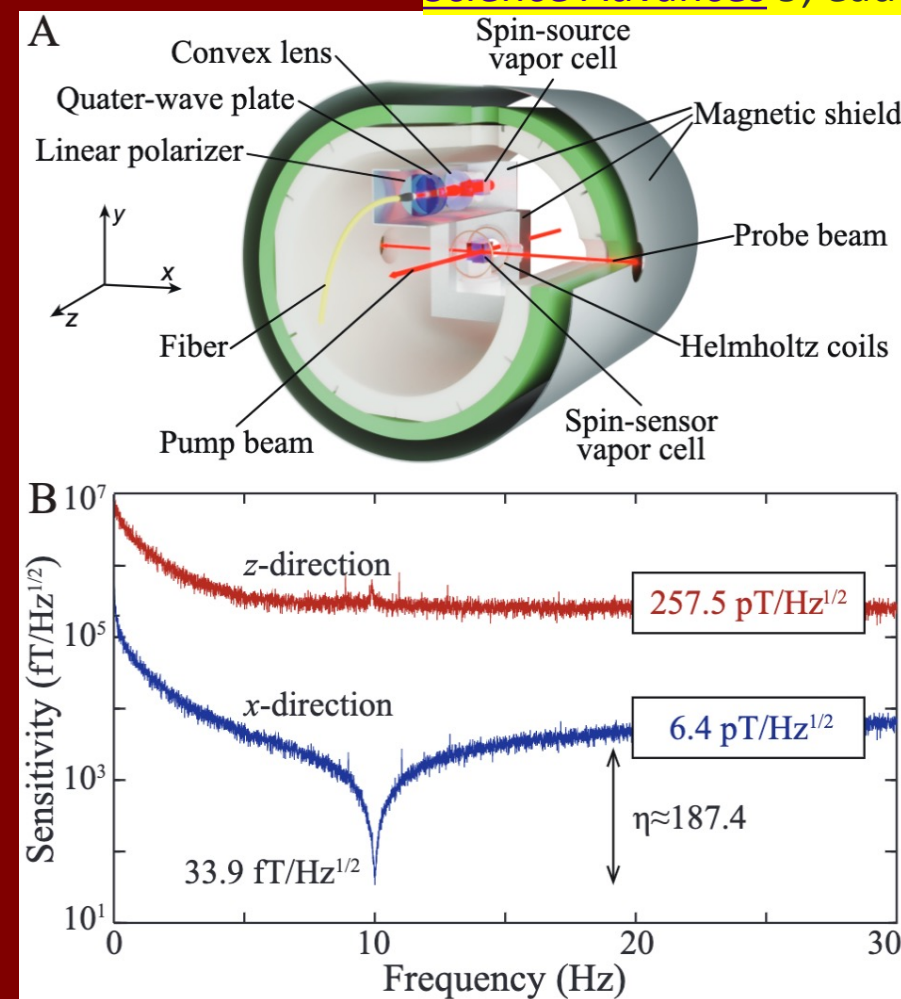 Science Advances
A
Spin-source
vapor cell
Convex lens
Quater-wave plate
Magnetic shield
Linear polarizer
y
x
z
Probe beam
Fiber
Helmholtz coils
Pump beam
Spin-sensor
vapor cell
B
Sensitivity (fT/Hz^1/2)
10^7
10^5
10^3
10^1
z-direction
257.5 pT/Hz^1/2
x-direction
6.4 pT/Hz^1/2
η≈187.4
33.9 fT/Hz^1/2
0 10 20 30
Frequency (Hz)